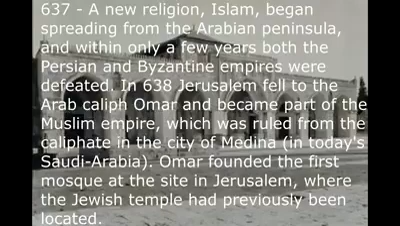 637 - A new religion, Islam, began
spreading from the Arabian peninsula,
and within only a few years both the
Persian and Byzantine empires were
defeated. In 638 Jerusalem fell to the
Arab caliph Omar and became part of the
Muslim empire, which was ruled from the
caliphate in the city of Medina (in today's
Saudi-Arabia). Omar founded the first
mosque at the site in Jerusalem, where
the Jewish temple had previously been
located.